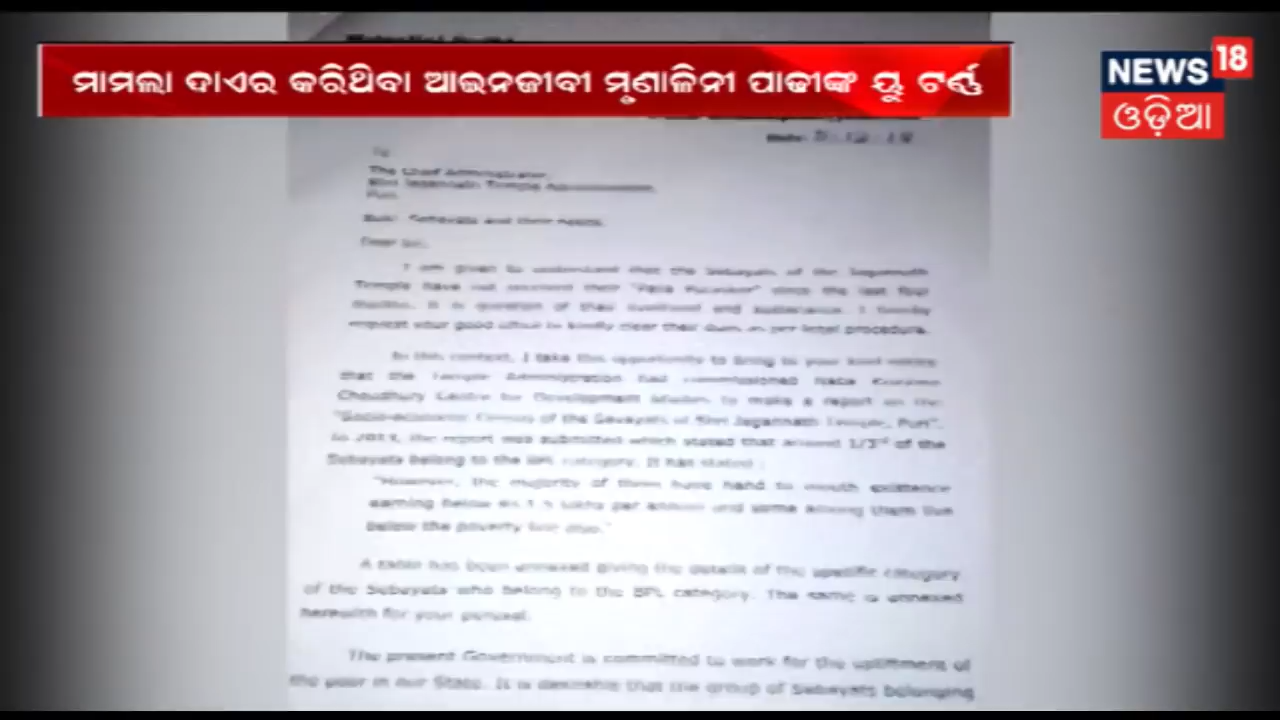 ମାମଲା ଦାଏର କରିଥିବା ଆଇନଜୀବୀ ମୃଣାଳିନୀ ପାଢୀଙ୍କ ୟୁ ଟର୍ଣ୍ଣ
NEWS 18
ଓଡ଼ିଆ
To
The Chief Administrator,
Shri Jagannath Temple Administration,
Puri
Sub: Sebayats and their needs.
Dear Sir,
I am given to understand that the Sebayats of Shri Jagannath
Temple have not received their "" since the last four
months. It is question of their livelihood and sustenance. I hereby
request your good office to kindly clear their dues as per legal procedure.
In this context, I take this opportunity to bring to your kind notice
that the Temple Administration had commissioned Naba Krushna
Choudhury Centre for Development Studies to make a report on the
"Socio-economic Census of the Sevayats of Shri Jagannath Temple, Puri".
In the report was submitted which stated that around 1/3rd of the
Sebayats belong to the BPL category. It has stated :
"However, the majority of them have hand to mouth existence
earning below Rs 1.5 lakhs per annum and some among them live
below the poverty line also."
A table has been annexed giving the details of the specific category
of the Sebayats who belong to the BPL category. The same is annexed
herewith for your perusal.
The present Government is committed to work for the upliftment of
the poor in our State. It is desirable that the group of Sebayats belonging